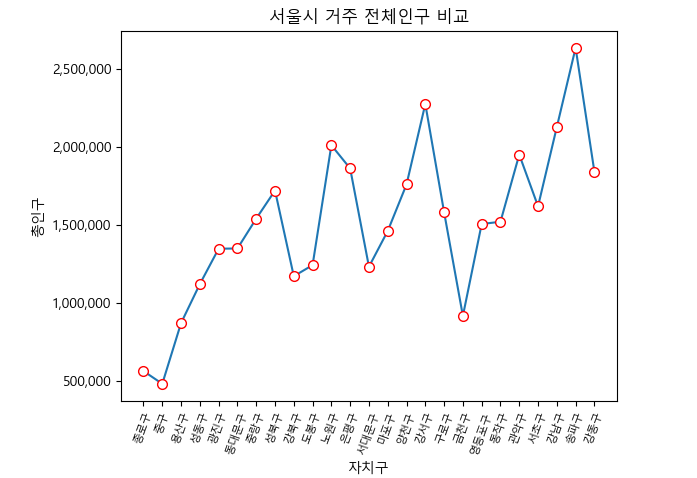 서울시 거주 전체인구 비교
총인구
2,500,000
2,000,000
1,500,000
1,000,000
500,000
종로구
중구
용산구
성동구
광진구
동대문구
중랑구
성북구
강북구
도봉구
노원구
은평구
서대문구
마포구
양천구
강서구
구로구
금천구
영등포구
동작구
관악구
서초구
강남구
송파구
강동구
자치구